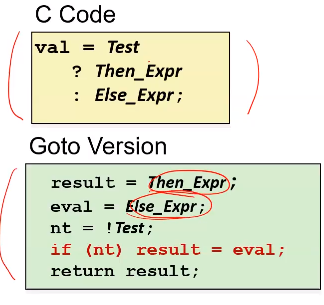 C Code
val = Test
? Then_Expr
: Else_Expr;
Goto Version
result = Then_Expr;
eval = Else_Expr;
nt = !Test;
if (nt) result = eval;
return result;